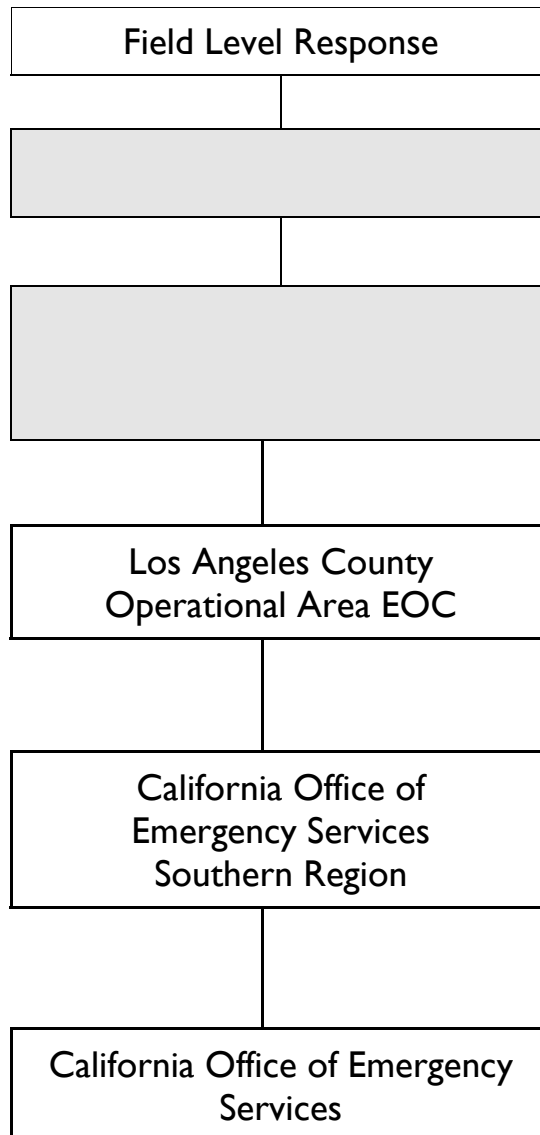 Field Level Response
Los Angeles County
Operational Area EOC
California Office of
Emergency Services
Southern Region
California Office of Emergency
Services